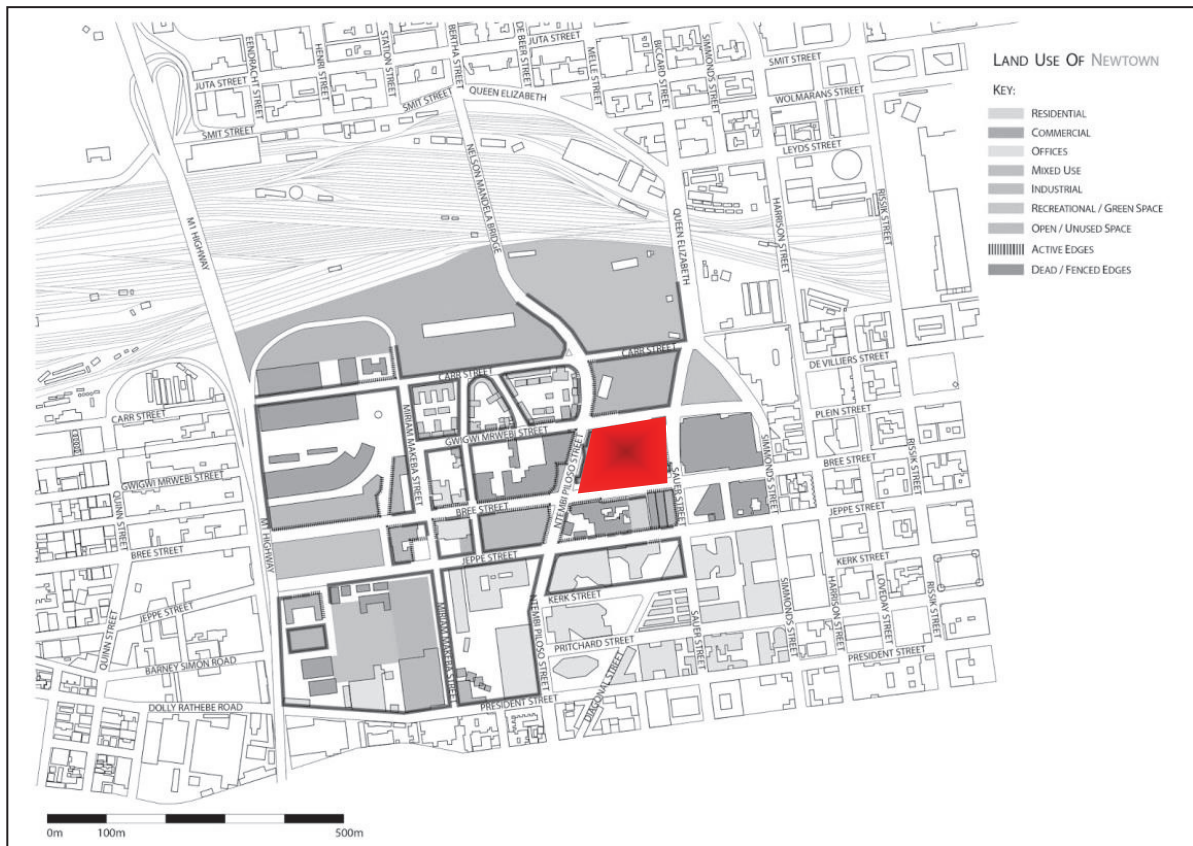 LAND USE OF NEWTOWN
KEY:
RESIDENTIAL
COMMERCIAL
OFFICES
MIXED USE
INDUSTRIAL
RECREATIONAL / GREEN SPACE
OPEN / UNUSED SPACE
ACTIVE EDGES
DEAD / FENCED EDGES
EENDRACHT STREET
HENRI STREET
STATION STREET
BERTHA STREET
DE BEER STREET
JUTA STREET
MELLE STREET
BICCARD STREET
SIMMONDS STREET
SMIT STREET
JUTA STREET
SMIT STREET
QUEEN ELIZABETH
WOLMARANS STREET
SMIT STREET
LEYDS STREET
NELSON MANDELA BRIDGE
M1 HIGHWAY
QUEEN ELIZABETH
HARRISON STREET
RISSIK STREET
CARR STREET
CARR STREET
DE VILLIERS STREET
CARR STREET
MIRIAM MAKEBA STREET
GWIGWI MRWEBI STREET
NTEMBI PILOSO STREET
PLEIN STREET
SIMMONDS STREET
BREE STREET
RISSIK STREET
GWIGWI MRWEBI STREET
QUINN STREET
M1 HIGHWAY
BREE STREET
SAUER STREET
JEPPE STREET
BREE STREET
JEPPE STREET
KERK STREET
JEPPE STREET
QUINN STREET
MIRIAM MAKEBA STREET
NTEMBI PILOSO STREET
KERK STREET
SAUER STREET
SIMMONDS STREET
HARRISON STREET
LOVEDAY STREET
RISSIK STREET
PRITCHARD STREET
PRESIDENT STREET
BARNEY SIMON ROAD
DIAGONAL STREET
DOLLY RATHEBE ROAD
PRESIDENT STREET
0m 100m 500m